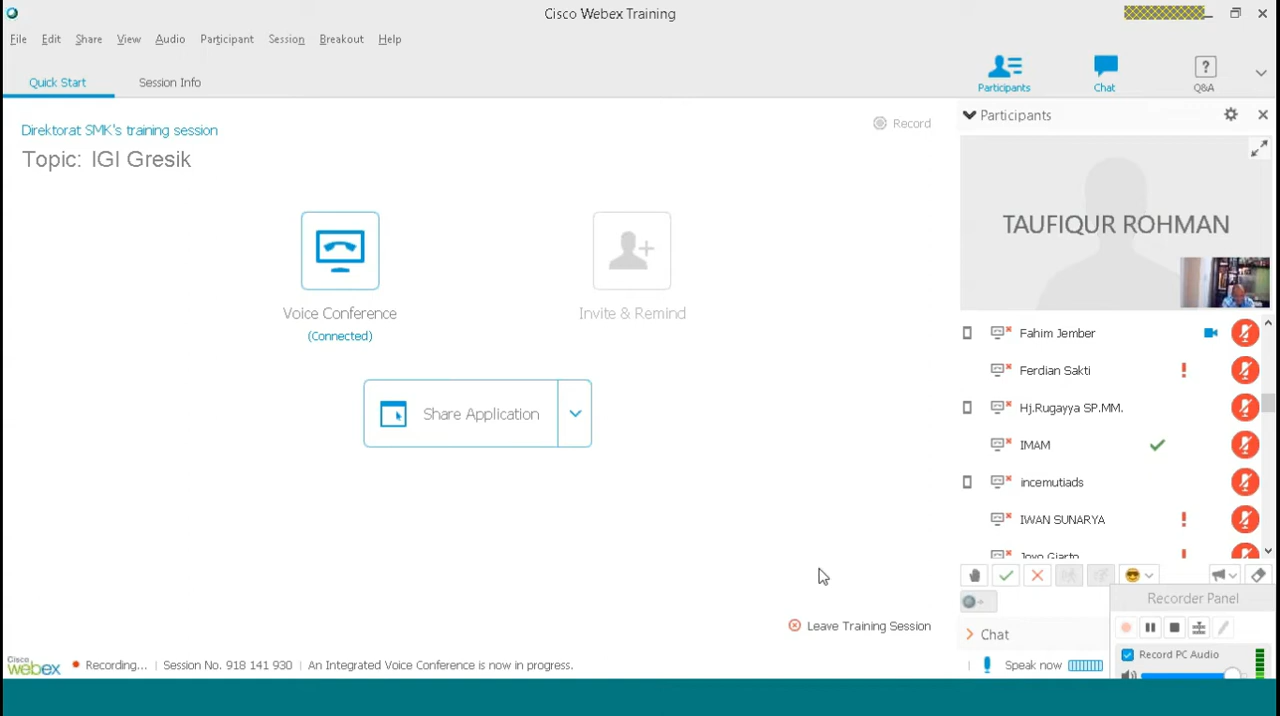 Cisco Webex Training
File Edit Share View Audio Participant Session Breakout Help
Quick Start Session Info
Participants Chat Q&A
Direktorat SMK's training session
Topic: IGI Gresik
Record
Voice Conference
(Connected)
Invite & Remind
Share Application
Leave Training Session
Participants
TAUFIQUR ROHMAN
Fahim Jember
Ferdian Sakti
Hj.Rugayya SP.MM.
IMAM
incemutiads
IWAN SUNARYA
Joyo Giarto
Recorder Panel
Chat
Record PC Audio
Speak now
Cisco webex Recording... Session No. 918 141 930 An Integrated Voice Conference is now in progress.